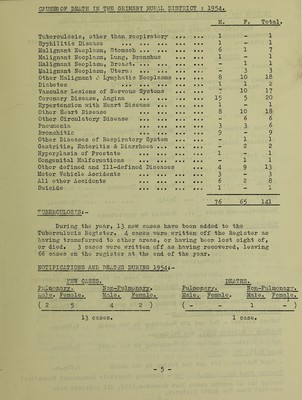 CAUSES OF DEATH IN THE GRIMSBY RURAL DISTRICT : 1954.
M. F. Total.
Tuberculosis, other than respiratory ... ... 1 - 1
Syphilitic Disease ... ... ... ... ... 1 - 1
Malignant Neoplasm, Stomach ... ... ... ... 6 1 7
Malignant Neoplasm, Lung, Bronchus ... ... 1 - 1
Malignant Neoplasm, Breast. ... ... ... - 1 1
Malignant Neoplasm, Uterus ... ... ... - 3 3
Other Malignant & Lymphatic Neoplasms ... ... 8 10 18
Diabetes ... ... ... ... ... 1 1 2
Vascular Lesions of Nervous System ... ... 7 10 17
Coronary Disease, Angina ... ... ... ... 15 5 20
Hypertension with Heart Disease ... ... ... 1 - 1
Other Heart Disease ... ... ... ... 8 10 18
Other Circulatory Disease ... ... ... ... - 6 6
Pneumonia ... ... ... ... ... 3 3 6
Bronchitis ... ... ... ... ... 9 - 9
Other Diseases of Respiratory System ... ... 1 - 1
Gastritis, Enteritis & Diarrhoea ... ... ... - 2 2
Hyperplasia of Prostate ... ... ... ... 1 - 1
Congenital Malformations ... ... ... ... 1 - 1
Other defined and Ill-defined Diseases ... ... 4 9 13
Motor Vehicle Accidents ... ... ... ... 3 - 3
All other Accidents ... ... ... ... 6 2 8
Suicide ... ... ... ... ... 1 - 1
76 65 141
TUBERCULOSIS:-
During the year, 13 new cases have been added to the
Tuberculosis Register. 4 cases were written off the Register as
having transferred to other areas, or having been lost sight of,
or died. 3 cases were written off as having recovered, leaving
66 cases on the register at the end of the year.
NOTIFICATIONS AND DEATHS DURING 1954:-
NEW CASES. DEATHS.
Pulmonary. Non-Pulmonary. Pulmonary. Non-Pulmonary.
Male. Female. Male. Female. Male. Female. Male. Female.
( 2 5 4 2 ) ( - - 1 - )
13 cases. 1 case.
- 5 -